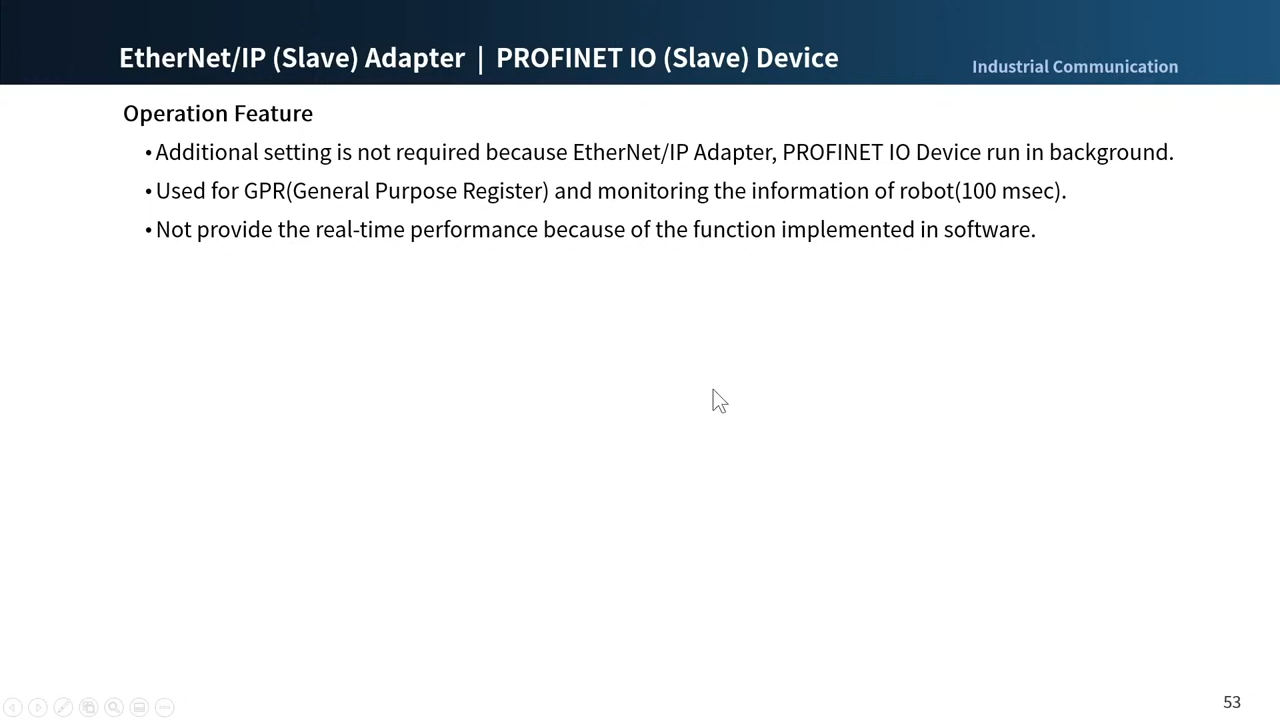 EtherNet/IP (Slave) Adapter | PROFINET IO (Slave) Device
Industrial Communication
Operation Feature
• Additional setting is not required because EtherNet/IP Adapter, PROFINET IO Device run in background.
• Used for GPR(General Purpose Register) and monitoring the information of robot(100 msec).
• Not provide the real-time performance because of the function implemented in software.
53